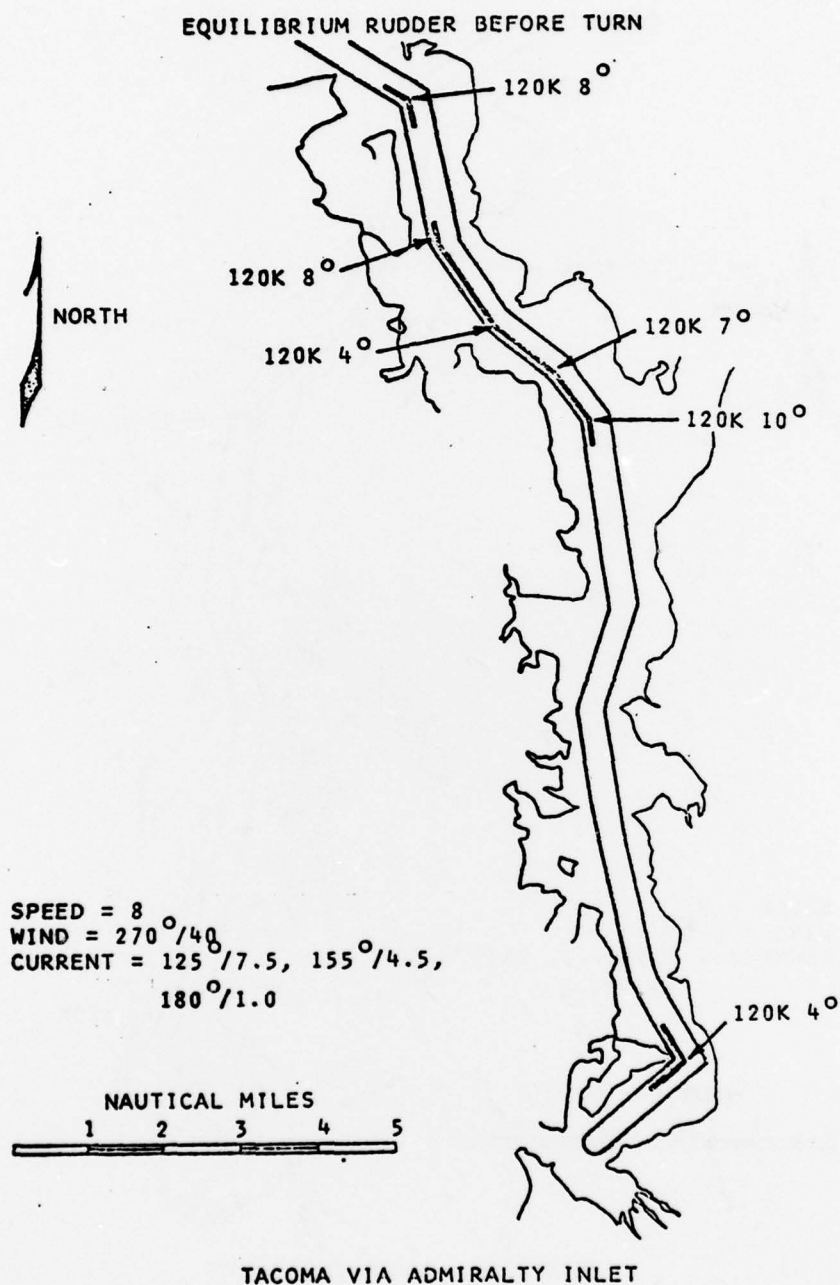 EQUILIBRIUM RUDDER BEFORE TURN
120K 8°
120K 8°
NORTH
120K 7°
120K 4°
120K 10°
SPEED = 8
WIND = 270°/40
CURRENT = 125°/7.5, 155°/4.5,
180°/1.0
120K 4°
NAUTICAL MILES
1 2 3 4 5
TACOMA VIA ADMIRALTY INLET